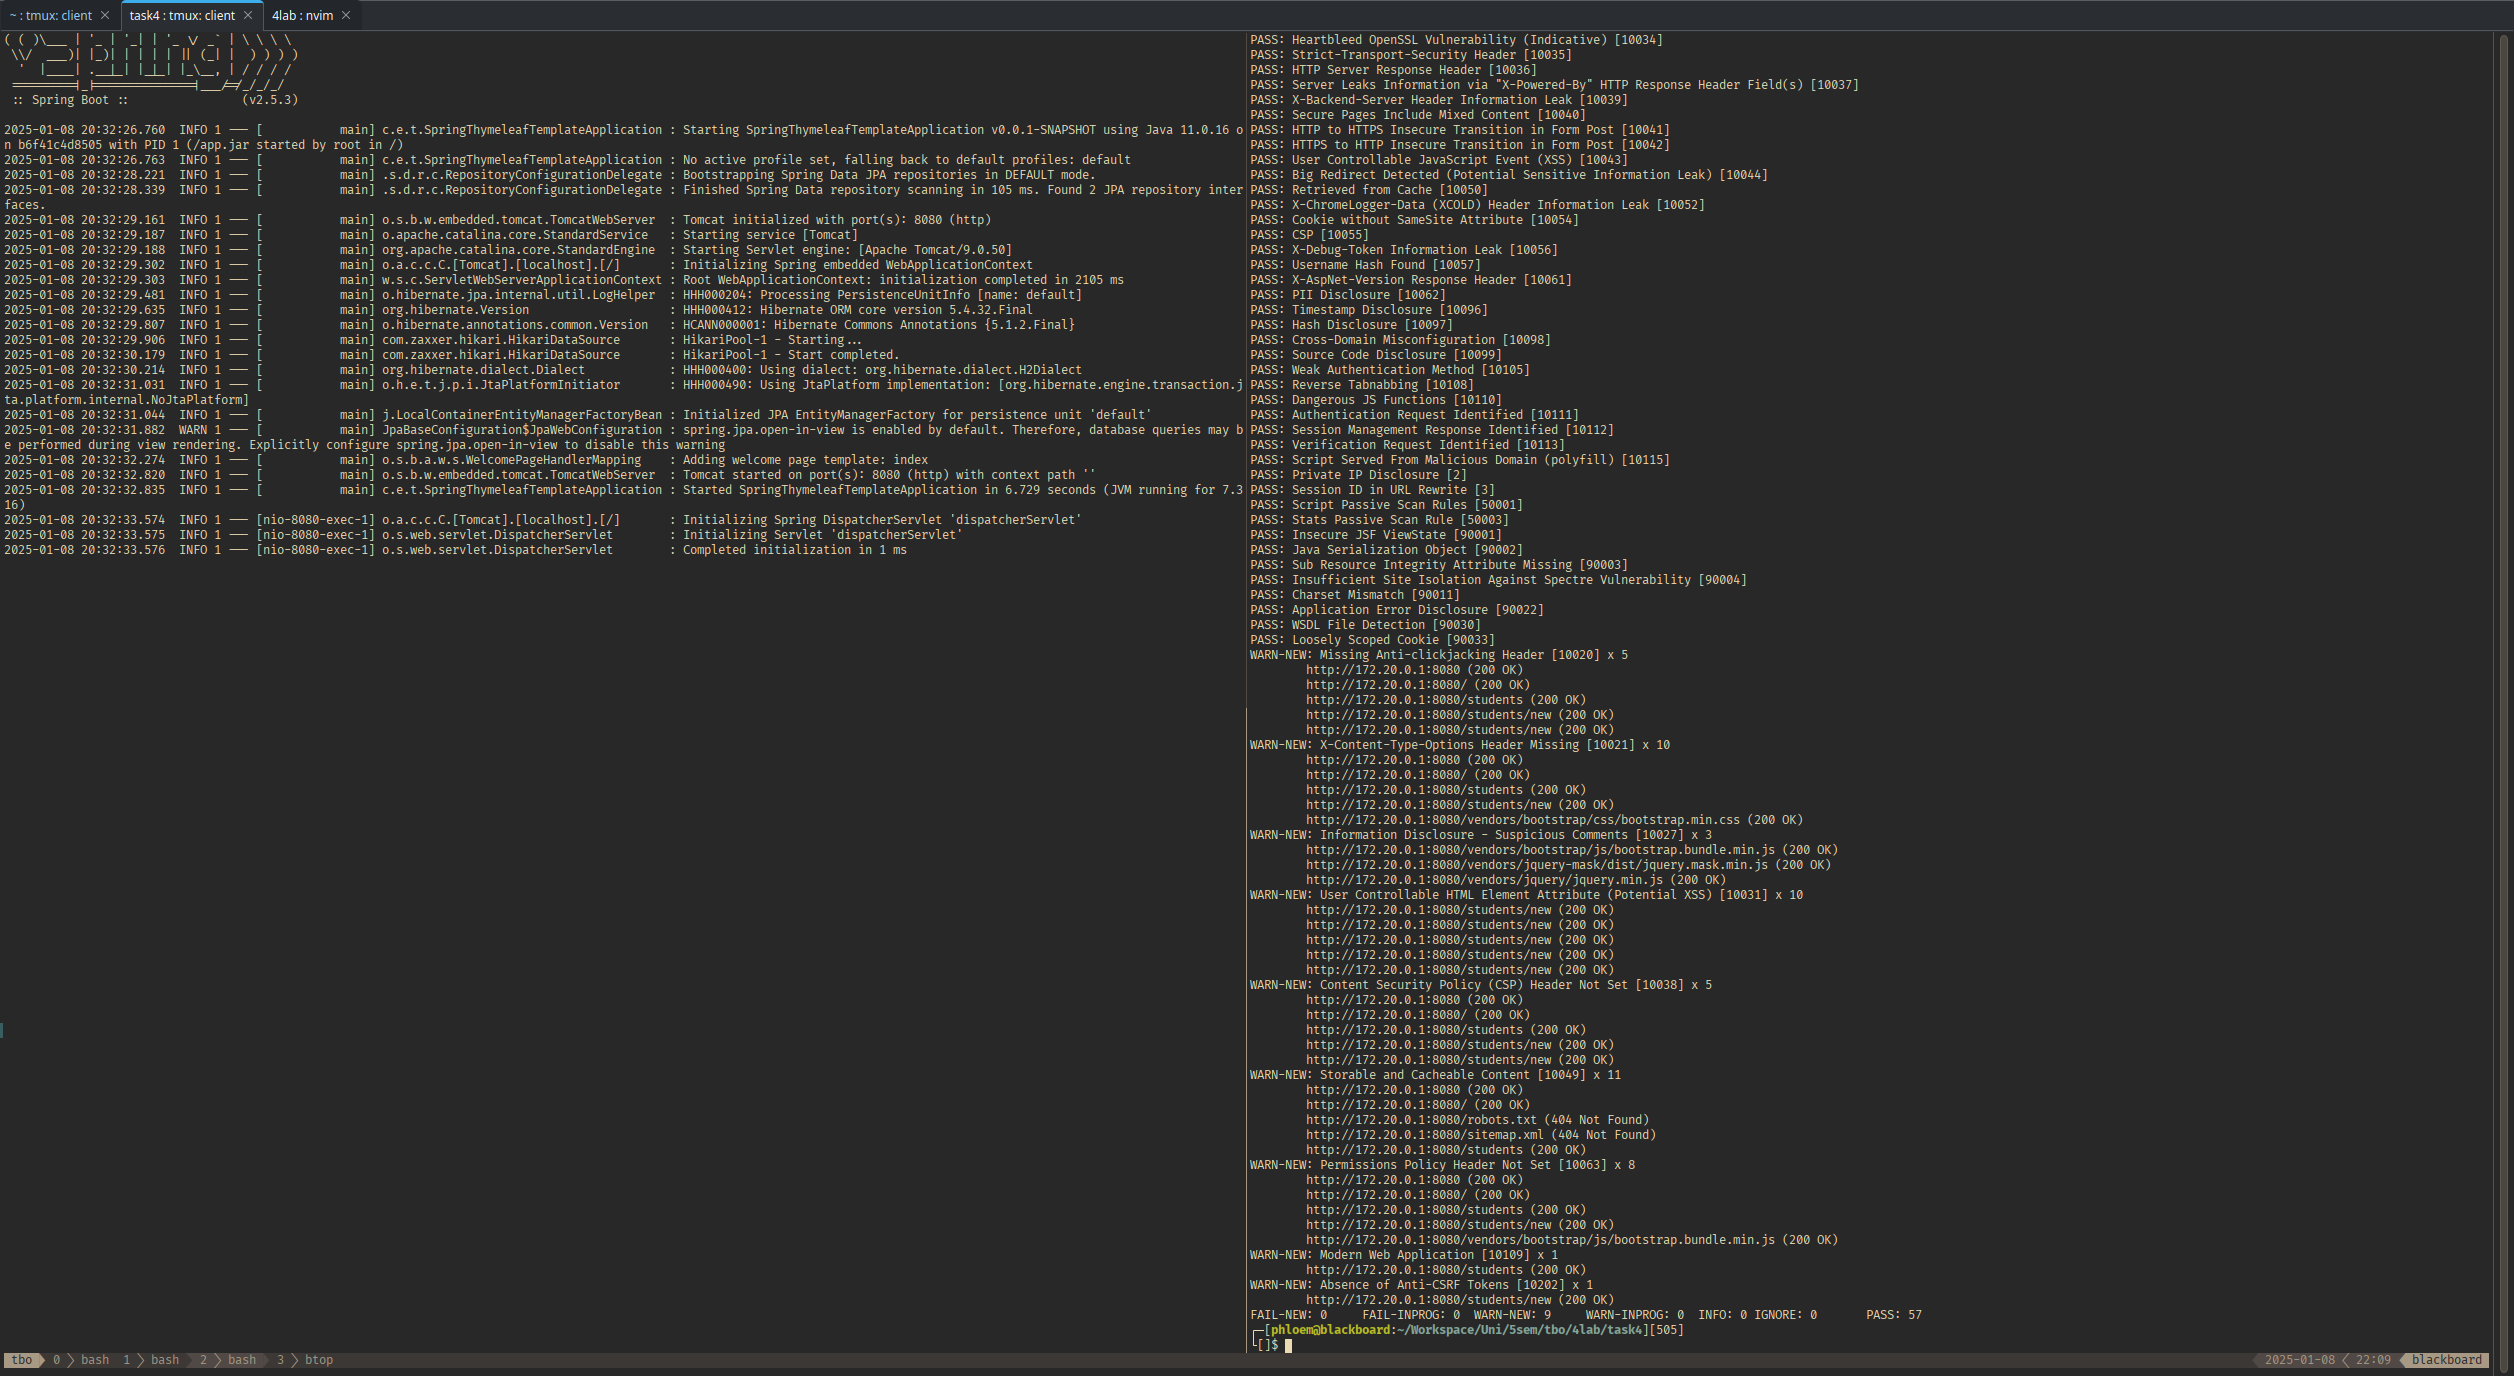 ~ : tmux: client ✕ task4 : tmux: client ✕ 4lab : nvim ✕
( ( )\___ | '_ | '_| | '_ \/ _` | \ \ \ \
 \\/  ___)| |_)| | | | | || (_| |  ) ) ) )
  '  |____| .__|_| |_|_| |_\__, | / / / /
 =========|_|==============|___/=/_/_/_/
 :: Spring Boot ::                (v2.5.3)
2025-01-08 20:32:26.760  INFO 1 --- [           main] c.e.t.SpringThymeleafTemplateApplication : Starting SpringThymeleafTemplateApplication v0.0.1-SNAPSHOT using Java 11.0.16 o
n b6f41c4d8505 with PID 1 (/app.jar started by root in /)
2025-01-08 20:32:26.763  INFO 1 --- [           main] c.e.t.SpringThymeleafTemplateApplication : No active profile set, falling back to default profiles: default
2025-01-08 20:32:28.221  INFO 1 --- [           main] .s.d.r.c.RepositoryConfigurationDelegate : Bootstrapping Spring Data JPA repositories in DEFAULT mode.
2025-01-08 20:32:28.339  INFO 1 --- [           main] .s.d.r.c.RepositoryConfigurationDelegate : Finished Spring Data repository scanning in 105 ms. Found 2 JPA repository inter
faces.
2025-01-08 20:32:29.161  INFO 1 --- [           main] o.s.b.w.embedded.tomcat.TomcatWebServer  : Tomcat initialized with port(s): 8080 (http)
2025-01-08 20:32:29.187  INFO 1 --- [           main] o.apache.catalina.core.StandardService   : Starting service [Tomcat]
2025-01-08 20:32:29.188  INFO 1 --- [           main] org.apache.catalina.core.StandardEngine  : Starting Servlet engine: [Apache Tomcat/9.0.50]
2025-01-08 20:32:29.302  INFO 1 --- [           main] o.a.c.c.C.[Tomcat].[localhost].[/]       : Initializing Spring embedded WebApplicationContext
2025-01-08 20:32:29.303  INFO 1 --- [           main] w.s.c.ServletWebServerApplicationContext : Root WebApplicationContext: initialization completed in 2105 ms
2025-01-08 20:32:29.481  INFO 1 --- [           main] o.hibernate.jpa.internal.util.LogHelper  : HHH000204: Processing PersistenceUnitInfo [name: default]
2025-01-08 20:32:29.635  INFO 1 --- [           main] org.hibernate.Version                    : HHH000412: Hibernate ORM core version 5.4.32.Final
2025-01-08 20:32:29.807  INFO 1 --- [           main] o.hibernate.annotations.common.Version   : HCANN000001: Hibernate Commons Annotations {5.1.2.Final}
2025-01-08 20:32:29.906  INFO 1 --- [           main] com.zaxxer.hikari.HikariDataSource       : HikariPool-1 - Starting...
2025-01-08 20:32:30.179  INFO 1 --- [           main] com.zaxxer.hikari.HikariDataSource       : HikariPool-1 - Start completed.
2025-01-08 20:32:30.214  INFO 1 --- [           main] org.hibernate.dialect.Dialect            : HHH000400: Using dialect: org.hibernate.dialect.H2Dialect
2025-01-08 20:32:31.031  INFO 1 --- [           main] o.h.e.t.j.p.i.JtaPlatformInitiator       : HHH000490: Using JtaPlatform implementation: [org.hibernate.engine.transaction.j
ta.platform.internal.NoJtaPlatform]
2025-01-08 20:32:31.044  INFO 1 --- [           main] j.LocalContainerEntityManagerFactoryBean : Initialized JPA EntityManagerFactory for persistence unit 'default'
2025-01-08 20:32:31.882  WARN 1 --- [           main] JpaBaseConfiguration$JpaWebConfiguration : spring.jpa.open-in-view is enabled by default. Therefore, database queries may b
e performed during view rendering. Explicitly configure spring.jpa.open-in-view to disable this warning
2025-01-08 20:32:32.274  INFO 1 --- [           main] o.s.b.a.w.s.WelcomePageHandlerMapping    : Adding welcome page template: index
2025-01-08 20:32:32.820  INFO 1 --- [           main] o.s.b.w.embedded.tomcat.TomcatWebServer  : Tomcat started on port(s): 8080 (http) with context path ''
2025-01-08 20:32:32.835  INFO 1 --- [           main] c.e.t.SpringThymeleafTemplateApplication : Started SpringThymeleafTemplateApplication in 6.729 seconds (JVM running for 7.3
16)
2025-01-08 20:32:33.574  INFO 1 --- [nio-8080-exec-1] o.a.c.c.C.[Tomcat].[localhost].[/]       : Initializing Spring DispatcherServlet 'dispatcherServlet'
2025-01-08 20:32:33.575  INFO 1 --- [nio-8080-exec-1] o.s.web.servlet.DispatcherServlet        : Initializing Servlet 'dispatcherServlet'
2025-01-08 20:32:33.576  INFO 1 --- [nio-8080-exec-1] o.s.web.servlet.DispatcherServlet        : Completed initialization in 1 ms
PASS: Heartbleed OpenSSL Vulnerability (Indicative) [10034]
PASS: Strict-Transport-Security Header [10035]
PASS: HTTP Server Response Header [10036]
PASS: Server Leaks Information via "X-Powered-By" HTTP Response Header Field(s) [10037]
PASS: X-Backend-Server Header Information Leak [10039]
PASS: Secure Pages Include Mixed Content [10040]
PASS: HTTP to HTTPS Insecure Transition in Form Post [10041]
PASS: HTTPS to HTTP Insecure Transition in Form Post [10042]
PASS: User Controllable JavaScript Event (XSS) [10043]
PASS: Big Redirect Detected (Potential Sensitive Information Leak) [10044]
PASS: Retrieved from Cache [10050]
PASS: X-ChromeLogger-Data (XCOLD) Header Information Leak [10052]
PASS: Cookie without SameSite Attribute [10054]
PASS: CSP [10055]
PASS: X-Debug-Token Information Leak [10056]
PASS: Username Hash Found [10057]
PASS: X-AspNet-Version Response Header [10061]
PASS: PII Disclosure [10062]
PASS: Timestamp Disclosure [10096]
PASS: Hash Disclosure [10097]
PASS: Cross-Domain Misconfiguration [10098]
PASS: Source Code Disclosure [10099]
PASS: Weak Authentication Method [10105]
PASS: Reverse Tabnabbing [10108]
PASS: Dangerous JS Functions [10110]
PASS: Authentication Request Identified [10111]
PASS: Session Management Response Identified [10112]
PASS: Verification Request Identified [10113]
PASS: Script Served From Malicious Domain (polyfill) [10115]
PASS: Private IP Disclosure [2]
PASS: Session ID in URL Rewrite [3]
PASS: Script Passive Scan Rules [50001]
PASS: Stats Passive Scan Rule [50003]
PASS: Insecure JSF ViewState [90001]
PASS: Java Serialization Object [90002]
PASS: Sub Resource Integrity Attribute Missing [90003]
PASS: Insufficient Site Isolation Against Spectre Vulnerability [90004]
PASS: Charset Mismatch [90011]
PASS: Application Error Disclosure [90022]
PASS: WSDL File Detection [90030]
PASS: Loosely Scoped Cookie [90033]
WARN-NEW: Missing Anti-clickjacking Header [10020] x 5
http://172.20.0.1:8080 (200 OK)
http://172.20.0.1:8080/ (200 OK)
http://172.20.0.1:8080/students (200 OK)
http://172.20.0.1:8080/students/new (200 OK)
http://172.20.0.1:8080/students/new (200 OK)
WARN-NEW: X-Content-Type-Options Header Missing [10021] x 10
http://172.20.0.1:8080 (200 OK)
http://172.20.0.1:8080/ (200 OK)
http://172.20.0.1:8080/students (200 OK)
http://172.20.0.1:8080/students/new (200 OK)
http://172.20.0.1:8080/vendors/bootstrap/css/bootstrap.min.css (200 OK)
WARN-NEW: Information Disclosure - Suspicious Comments [10027] x 3
http://172.20.0.1:8080/vendors/bootstrap/js/bootstrap.bundle.min.js (200 OK)
http://172.20.0.1:8080/vendors/jquery-mask/dist/jquery.mask.min.js (200 OK)
http://172.20.0.1:8080/vendors/jquery/jquery.min.js (200 OK)
WARN-NEW: User Controllable HTML Element Attribute (Potential XSS) [10031] x 10
http://172.20.0.1:8080/students/new (200 OK)
http://172.20.0.1:8080/students/new (200 OK)
http://172.20.0.1:8080/students/new (200 OK)
http://172.20.0.1:8080/students/new (200 OK)
http://172.20.0.1:8080/students/new (200 OK)
WARN-NEW: Content Security Policy (CSP) Header Not Set [10038] x 5
http://172.20.0.1:8080 (200 OK)
http://172.20.0.1:8080/ (200 OK)
http://172.20.0.1:8080/students (200 OK)
http://172.20.0.1:8080/students/new (200 OK)
http://172.20.0.1:8080/students/new (200 OK)
WARN-NEW: Storable and Cacheable Content [10049] x 11
http://172.20.0.1:8080 (200 OK)
http://172.20.0.1:8080/ (200 OK)
http://172.20.0.1:8080/robots.txt (404 Not Found)
http://172.20.0.1:8080/sitemap.xml (404 Not Found)
http://172.20.0.1:8080/students (200 OK)
WARN-NEW: Permissions Policy Header Not Set [10063] x 8
http://172.20.0.1:8080 (200 OK)
http://172.20.0.1:8080/ (200 OK)
http://172.20.0.1:8080/students (200 OK)
http://172.20.0.1:8080/students/new (200 OK)
http://172.20.0.1:8080/vendors/bootstrap/js/bootstrap.bundle.min.js (200 OK)
WARN-NEW: Modern Web Application [10109] x 1
http://172.20.0.1:8080/students (200 OK)
WARN-NEW: Absence of Anti-CSRF Tokens [10202] x 1
http://172.20.0.1:8080/students/new (200 OK)
FAIL-NEW: 0     FAIL-INPROG: 0  WARN-NEW: 9     WARN-INPROG: 0  INFO: 0 IGNORE: 0       PASS: 57
┌─[phloem@blackboard:~/Workspace/Uni/5sem/tbo/4lab/task4][505]
└[]$
tbo 0 > bash 1 > bash 2 > bash 3 > btop 2025-01-08 < 22:09 blackboard